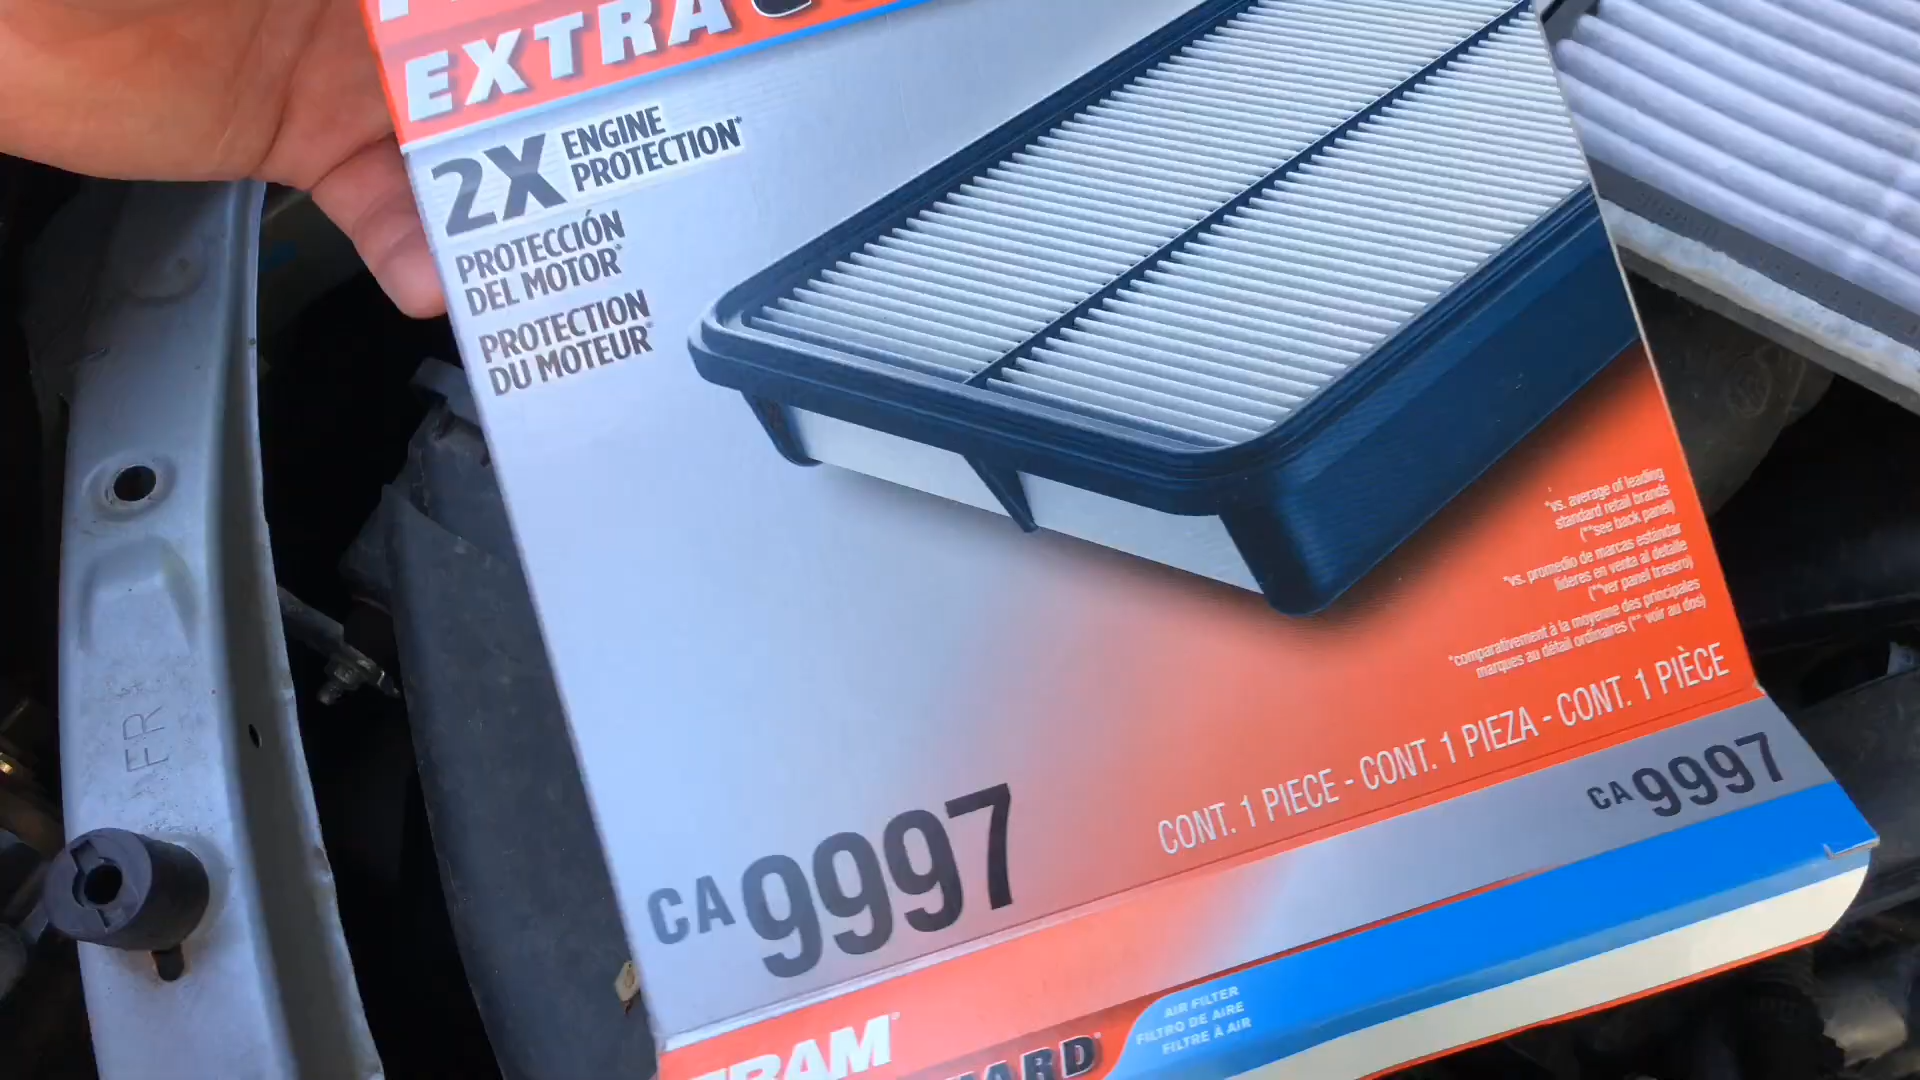 EXTRA
2X ENGINE
PROTECTION*
PROTECCIÓN
DEL MOTOR*
PROTECTION
DU MOTEUR*
*vs. average of leading
standard retail brands
(**see back panel)
*vs. promedio de marcas estándar
líderes en venta al detalle
(**ver panel trasero)
*comparativement à la moyenne des principales
marques au détail ordinaires (** voir au dos)
CONT. 1 PIECE - CONT. 1 PIEZA - CONT. 1 PIÈCE
CA 9997
CA 9997
FRAM
AIR FILTER
FILTRO DE AIRE
FILTRE À AIR
FR